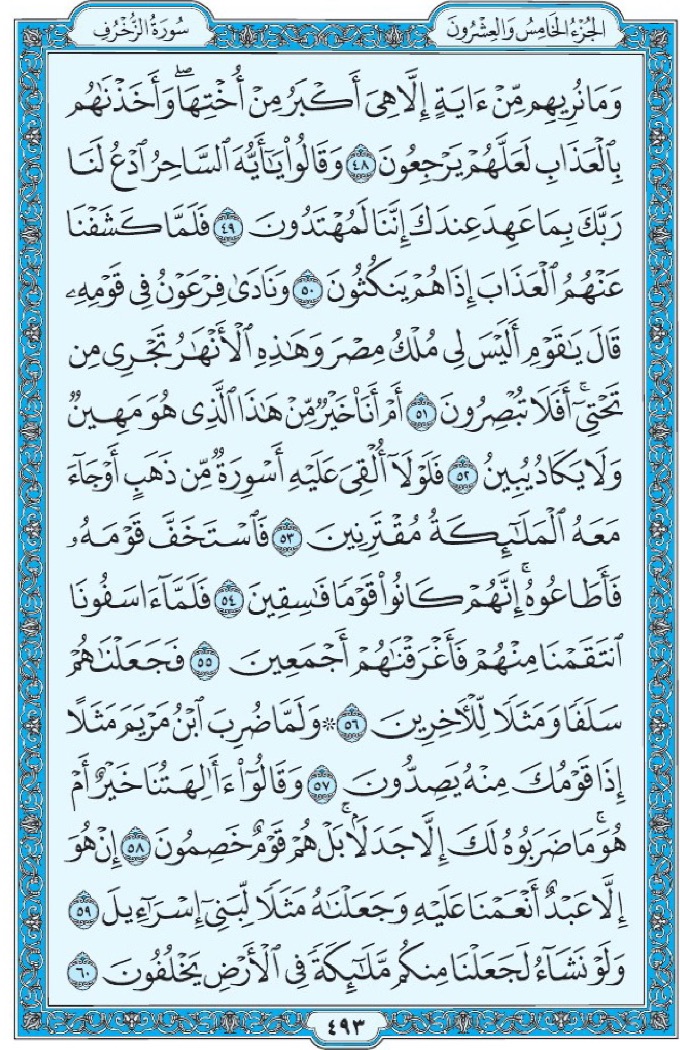 الجُزْءُ الخَامِسُ وَالعِشْرُونَ
سُورَةُ الزُّخْرُفِ
وَمَا نُرِيهِم مِّنْ ءَايَةٍ إِلَّا هِىَ أَكْبَرُ مِنْ أُخْتِهَاۖ وَأَخَذْنَٰهُم
بِٱلْعَذَابِ لَعَلَّهُمْ يَرْجِعُونَ ٤٨ وَقَالُوا۟ يَٰٓأَيُّهَ ٱلسَّاحِرُ ٱدْعُ لَنَا
رَبَّكَ بِمَا عَهِدَ عِندَكَ إِنَّنَا لَمُهْتَدُونَ ٤٩ فَلَمَّا كَشَفْنَا
عَنْهُمُ ٱلْعَذَابَ إِذَا هُمْ يَنكُثُونَ ٥٠ وَنَادَىٰ فِرْعَوْنُ فِى قَوْمِهِۦ
قَالَ يَٰقَوْمِ أَلَيْسَ لِى مُلْكُ مِصْرَ وَهَٰذِهِ ٱلْأَنْهَٰرُ تَجْرِى مِن
تَحْتِىٓۚ أَفَلَا تُبْصِرُونَ ٥١ أَمْ أَنَا۠ خَيْرٌ مِّنْ هَٰذَا ٱلَّذِى هُوَ مَهِينٌ
وَلَا يَكَادُ يُبِينُ ٥٢ فَلَوْلَآ أُلْقِىَ عَلَيْهِ أَسْوِرَةٌ مِّن ذَهَبٍ أَوْ جَآءَ
مَعَهُ ٱلْمَلَٰٓئِكَةُ مُقْتَرِنِينَ ٥٣ فَٱسْتَخَفَّ قَوْمَهُۥ
فَأَطَاعُوهُۚ إِنَّهُمْ كَانُوا۟ قَوْمًا فَٰسِقِينَ ٥٤ فَلَمَّآ ءَاسَفُونَا
ٱنتَقَمْنَا مِنْهُمْ فَأَغْرَقْنَٰهُمْ أَجْمَعِينَ ٥٥ فَجَعَلْنَٰهُمْ
سَلَفًا وَمَثَلًا لِّلْءَاخِرِينَ ٥٦ ۞ وَلَمَّا ضُرِبَ ٱبْنُ مَرْيَمَ مَثَلًا
إِذَا قَوْمُكَ مِنْهُ يَصِدُّونَ ٥٧ وَقَالُوٓا۟ ءَأَٰلِهَتُنَا خَيْرٌ أَمْ
هُوَۚ مَا ضَرَبُوهُ لَكَ إِلَّا جَدَلًۢاۚ بَلْ هُمْ قَوْمٌ خَصِمُونَ ٥٨ إِنْ هُوَ
إِلَّا عَبْدٌ أَنْعَمْنَا عَلَيْهِ وَجَعَلْنَٰهُ مَثَلًا لِّبَنِىٓ إِسْرَٰٓءِيلَ ٥٩
وَلَوْ نَشَآءُ لَجَعَلْنَا مِنكُم مَّلَٰٓئِكَةً فِى ٱلْأَرْضِ يَخْلُفُونَ ٦٠
٤٩٣